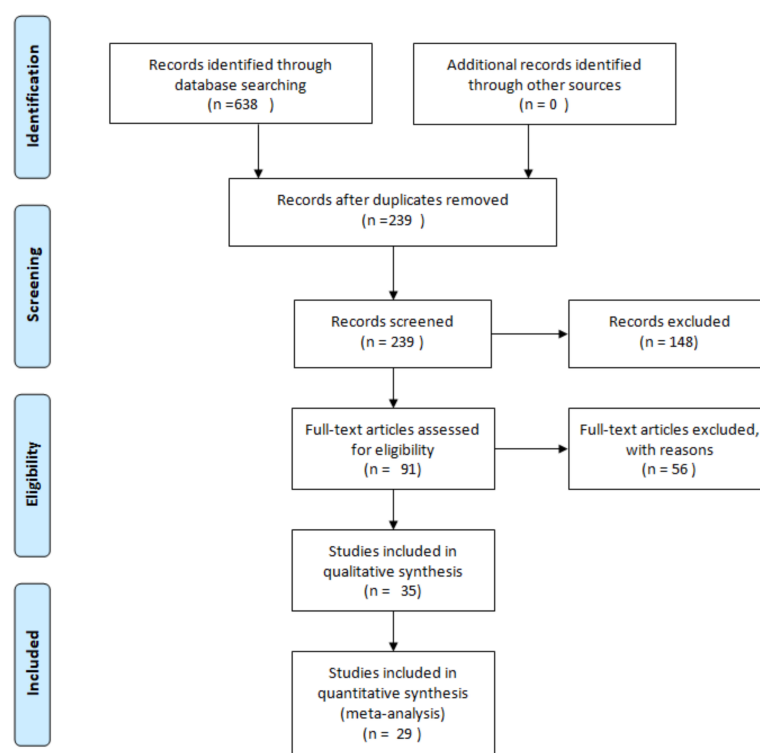 Identification
Records identified through
database searching
(n =638   )
Additional records identified
through other sources
(n = 0   )
Records after duplicates removed
(n =239   )
Screening
Records screened
(n = 239 )
Records excluded
(n = 148)
Eligibility
Full-text articles assessed
for eligibility
(n =   91)
Full-text articles excluded,
with reasons
(n = 56 )
Studies included in
qualitative synthesis
(n =   35)
Included
Studies included in
quantitative synthesis
(meta-analysis)
(n =  29 )